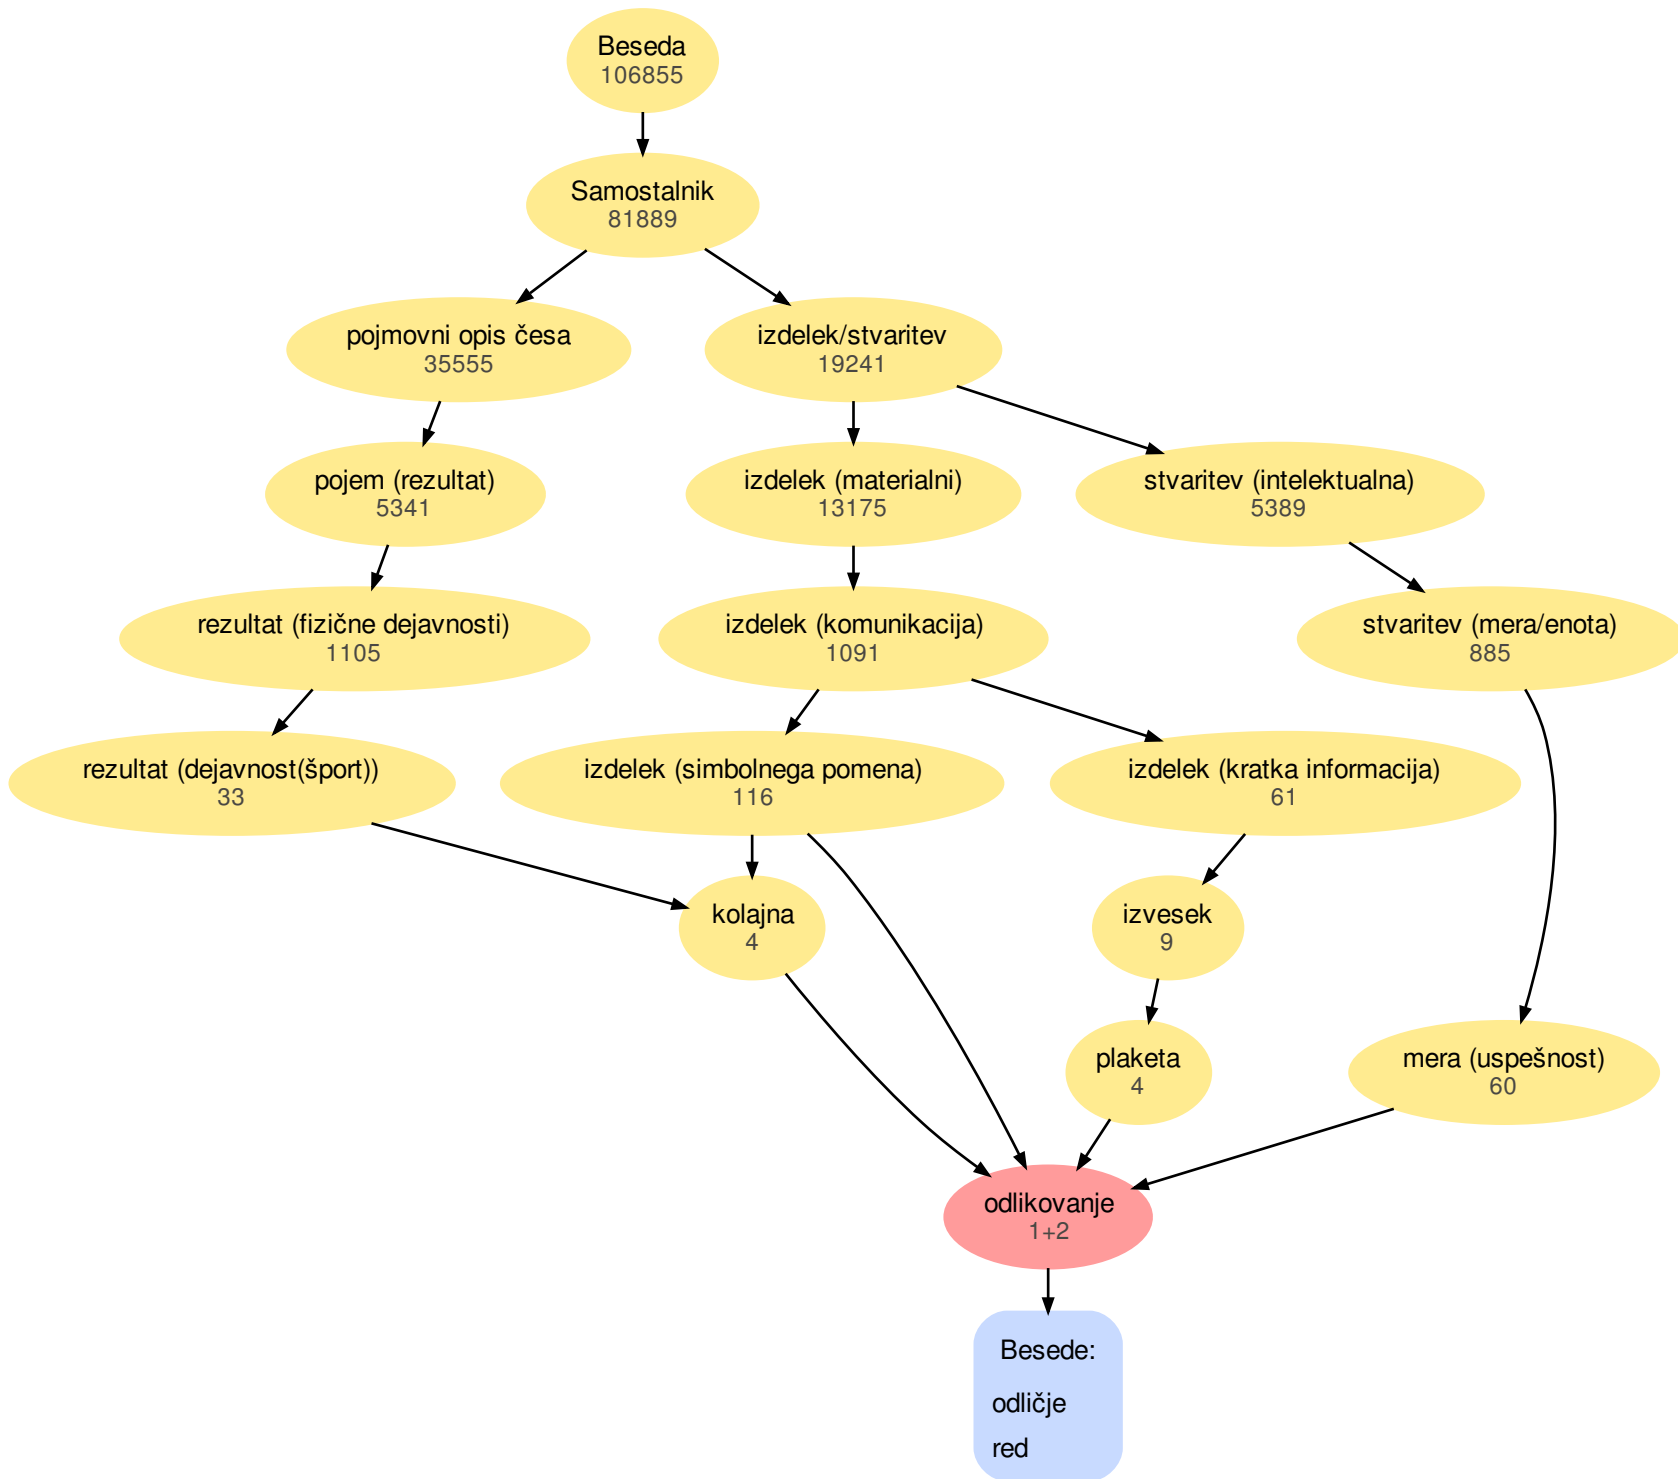 Beseda
106855
Samostalnik
81889
pojmovni opis česa
35555
izdelek/stvaritev
19241
pojem (rezultat)
5341
izdelek (materialni)
13175
stvaritev (intelektualna)
5389
rezultat (fizične dejavnosti)
1105
izdelek (komunikacija)
1091
stvaritev (mera/enota)
885
rezultat (dejavnost(šport))
33
izdelek (simbolnega pomena)
116
izdelek (kratka informacija)
61
kolajna
4
izvesek
9
plaketa
4
mera (uspešnost)
60
odlikovanje
1+2
Besede:
odličje
red